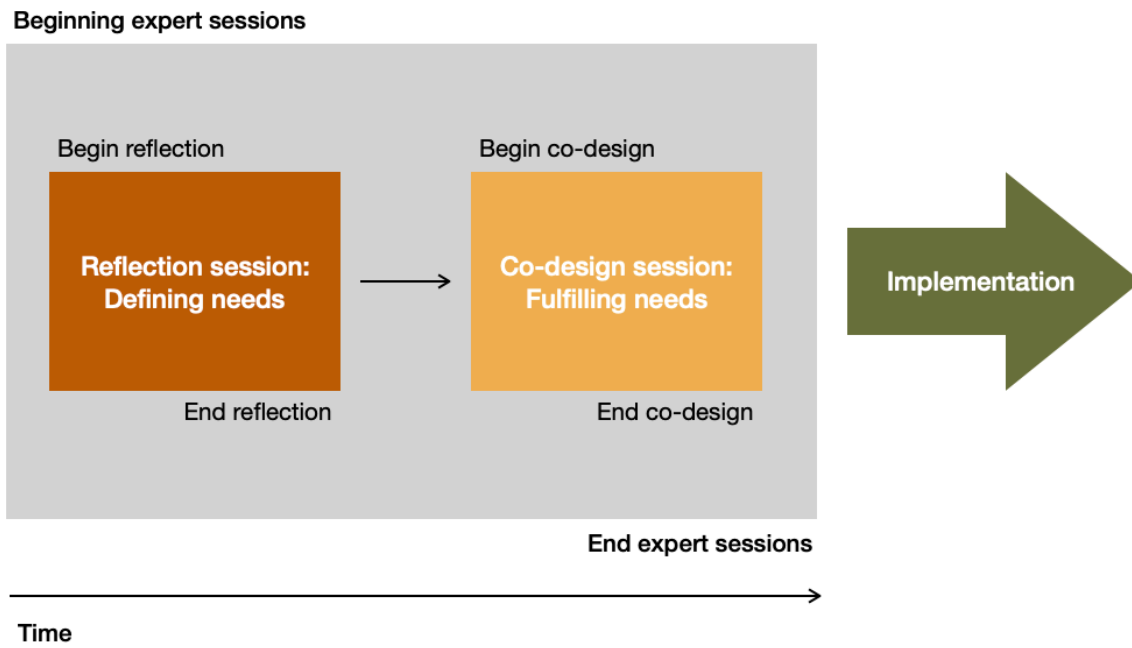 Beginning expert sessions
Begin reflection
Reflection session:
Defining needs
End reflection
Begin co-design
Co-design session:
Fulfilling needs
End co-design
Implementation
End expert sessions
Time